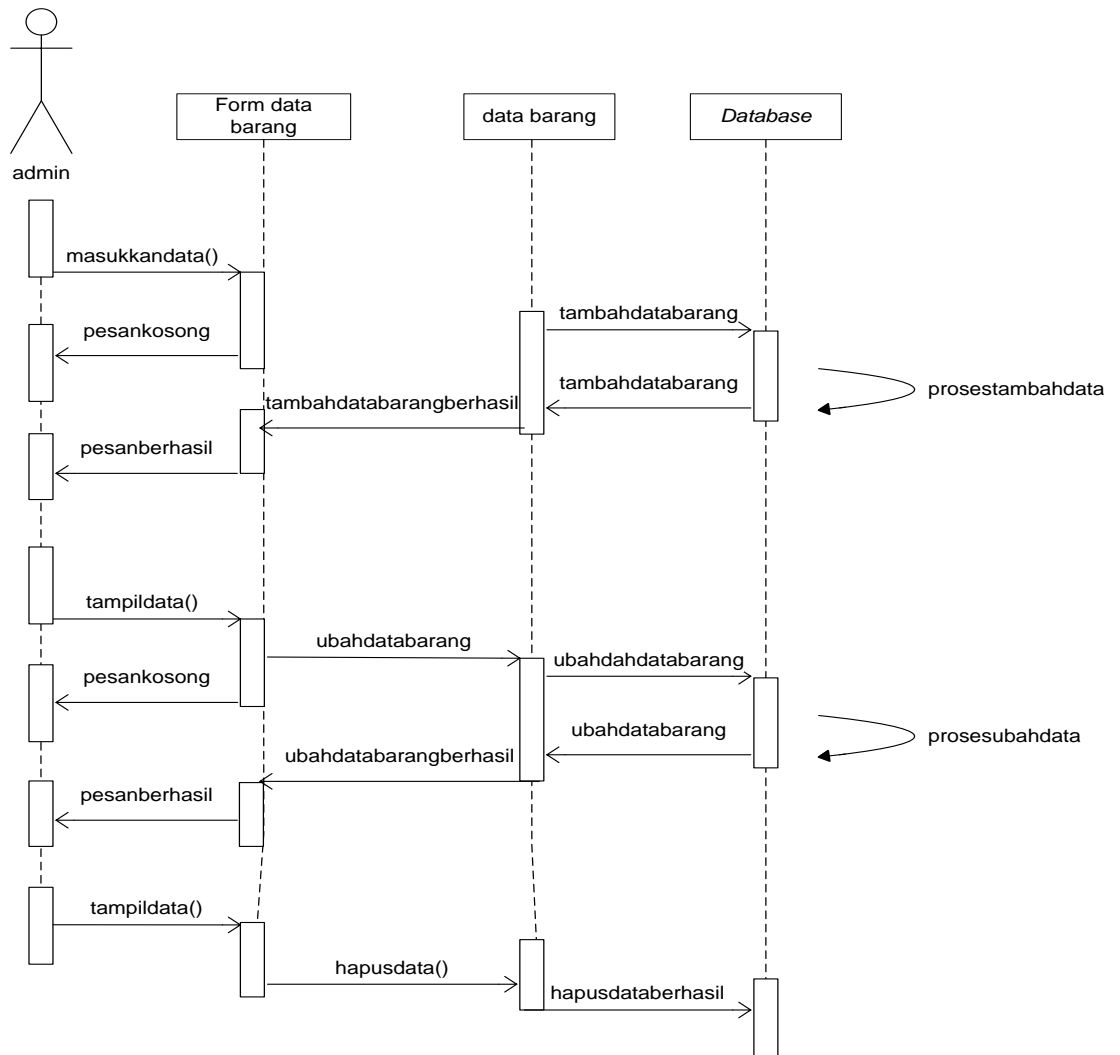 Form data
barang
data barang
Database
admin
masukkandata()
tambahdatabarang
pesankosong
tambahdatabarang
prosestambahdata
tambahdatabarangberhasil
pesanberhasil
tampildata()
ubahdatabarang
ubahdahdatabarang
pesankosong
ubahdatabarang
prosesubahdata
ubahdatabarangberhasil
pesanberhasil
tampildata()
hapusdata()
hapusdataberhasil